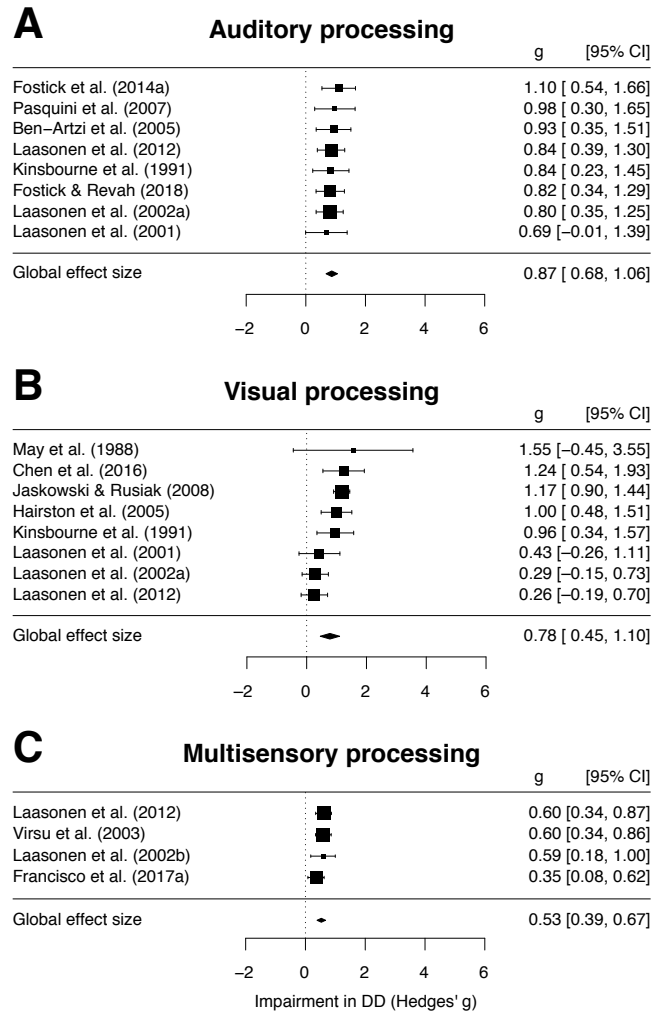 A
Auditory processing
g [95% CI]
Fostick et al. (2014a) 1.10 [ 0.54, 1.66]
Pasquini et al. (2007) 0.98 [ 0.30, 1.65]
Ben−Artzi et al. (2005) 0.93 [ 0.35, 1.51]
Laasonen et al. (2012) 0.84 [ 0.39, 1.30]
Kinsbourne et al. (1991) 0.84 [ 0.23, 1.45]
Fostick & Revah (2018) 0.82 [ 0.34, 1.29]
Laasonen et al. (2002a) 0.80 [ 0.35, 1.25]
Laasonen et al. (2001) 0.69 [−0.01, 1.39]
Global effect size 0.87 [ 0.68, 1.06]
−2 0 2 4 6
B
Visual processing
g [95% CI]
May et al. (1988) 1.55 [−0.45, 3.55]
Chen et al. (2016) 1.24 [ 0.54, 1.93]
Jaskowski & Rusiak (2008) 1.17 [ 0.90, 1.44]
Hairston et al. (2005) 1.00 [ 0.48, 1.51]
Kinsbourne et al. (1991) 0.96 [ 0.34, 1.57]
Laasonen et al. (2001) 0.43 [−0.26, 1.11]
Laasonen et al. (2002a) 0.29 [−0.15, 0.73]
Laasonen et al. (2012) 0.26 [−0.19, 0.70]
Global effect size 0.78 [ 0.45, 1.10]
−2 0 2 4 6
C
Multisensory processing
g [95% CI]
Laasonen et al. (2012) 0.60 [0.34, 0.87]
Virsu et al. (2003) 0.60 [0.34, 0.86]
Laasonen et al. (2002b) 0.59 [0.18, 1.00]
Francisco et al. (2017a) 0.35 [0.08, 0.62]
Global effect size 0.53 [0.39, 0.67]
−2 0 2 4 6
Impairment in DD (Hedges' g)